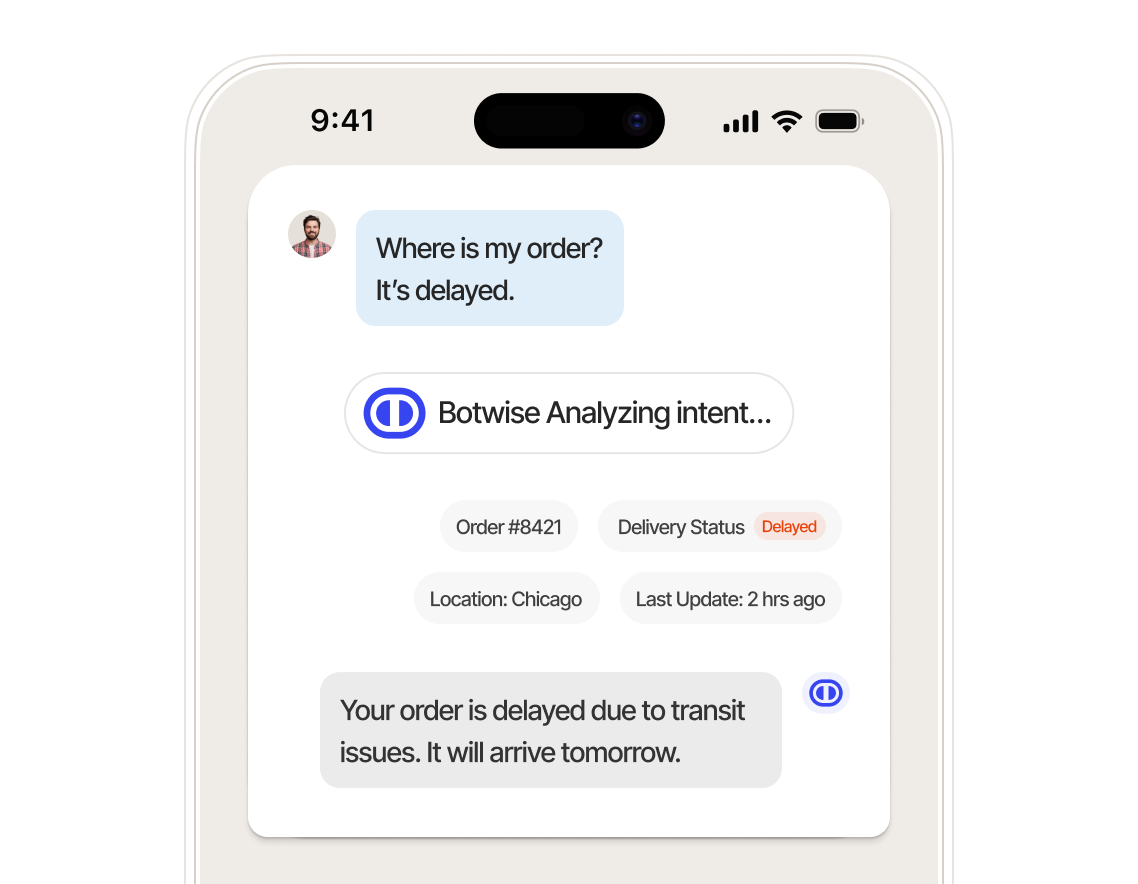 9:41
Where is my order?
It’s delayed.
Botwise Analyzing intent...
Order #8421
Delivery Status Delayed
Location: Chicago
Last Update: 2 hrs ago
Your order is delayed due to transit
issues. It will arrive tomorrow.